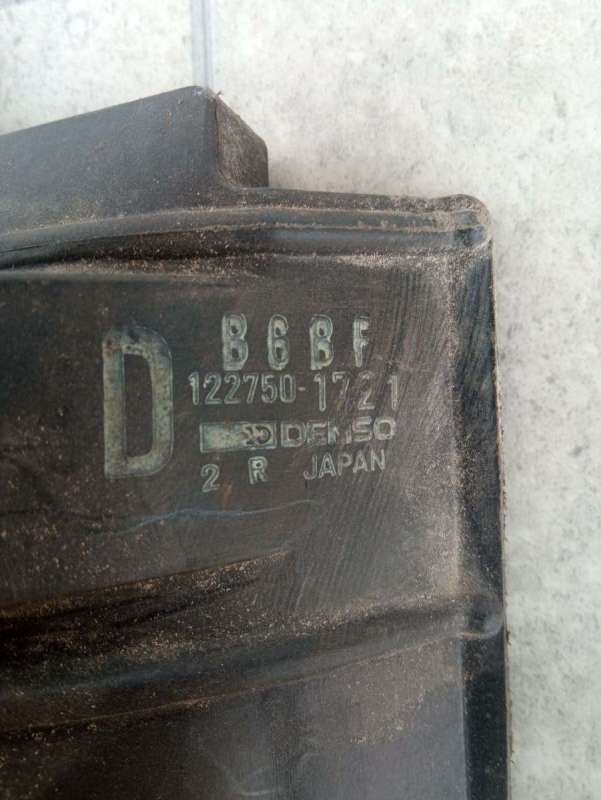 D
B6BF
122750-1721
DENSO
2 R JAPAN